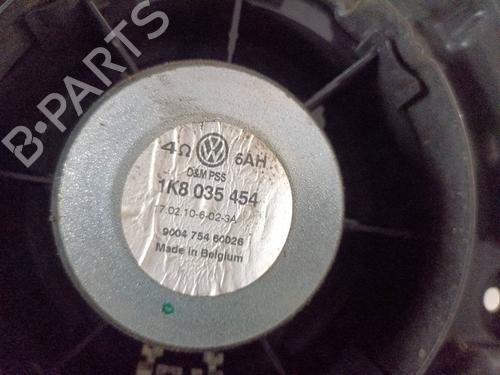 B-PARTS
4Ω VW 6AH
D&M PSS
1K8 035 454
17.02.10-6-02-3A
9004 754 60026
Made in Belgium